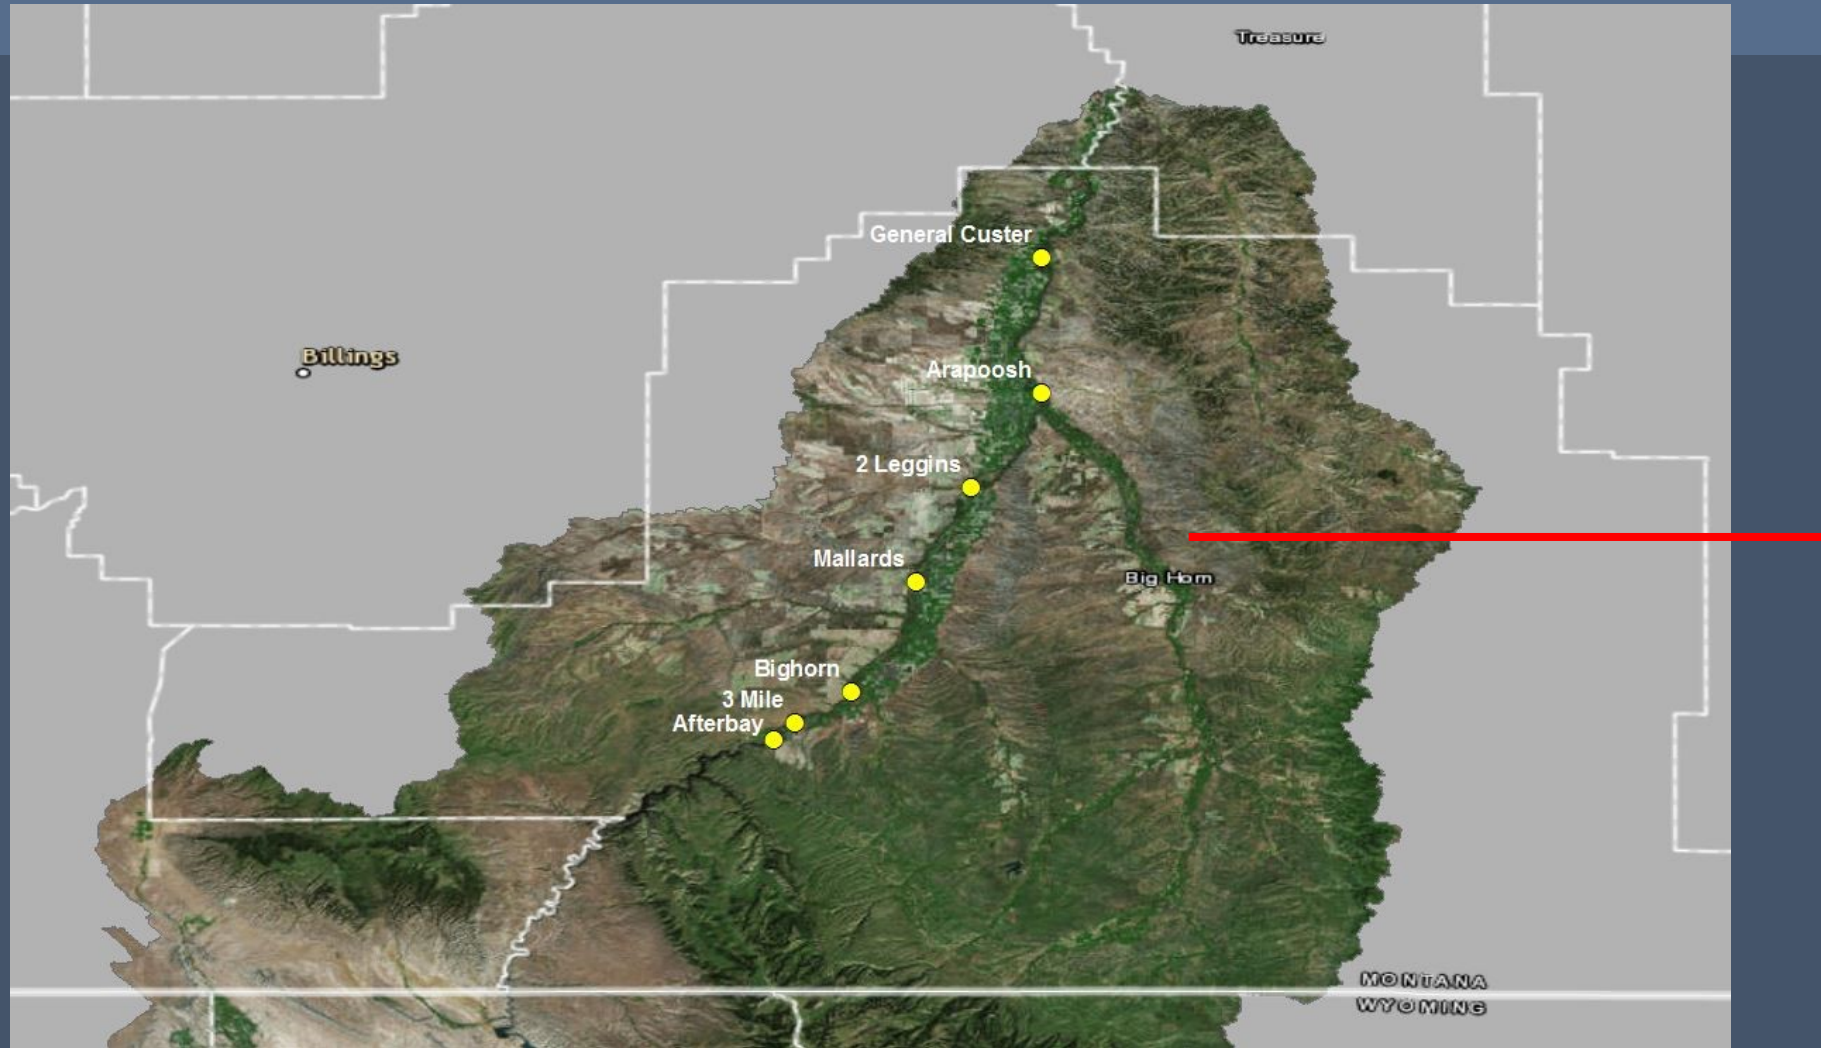 Treasure
General Custer
Billings
Arapoosh
2 Leggins
Mallards
Big Horn
Bighorn
3 Mile
Afterbay
MONTANA
WYOMING